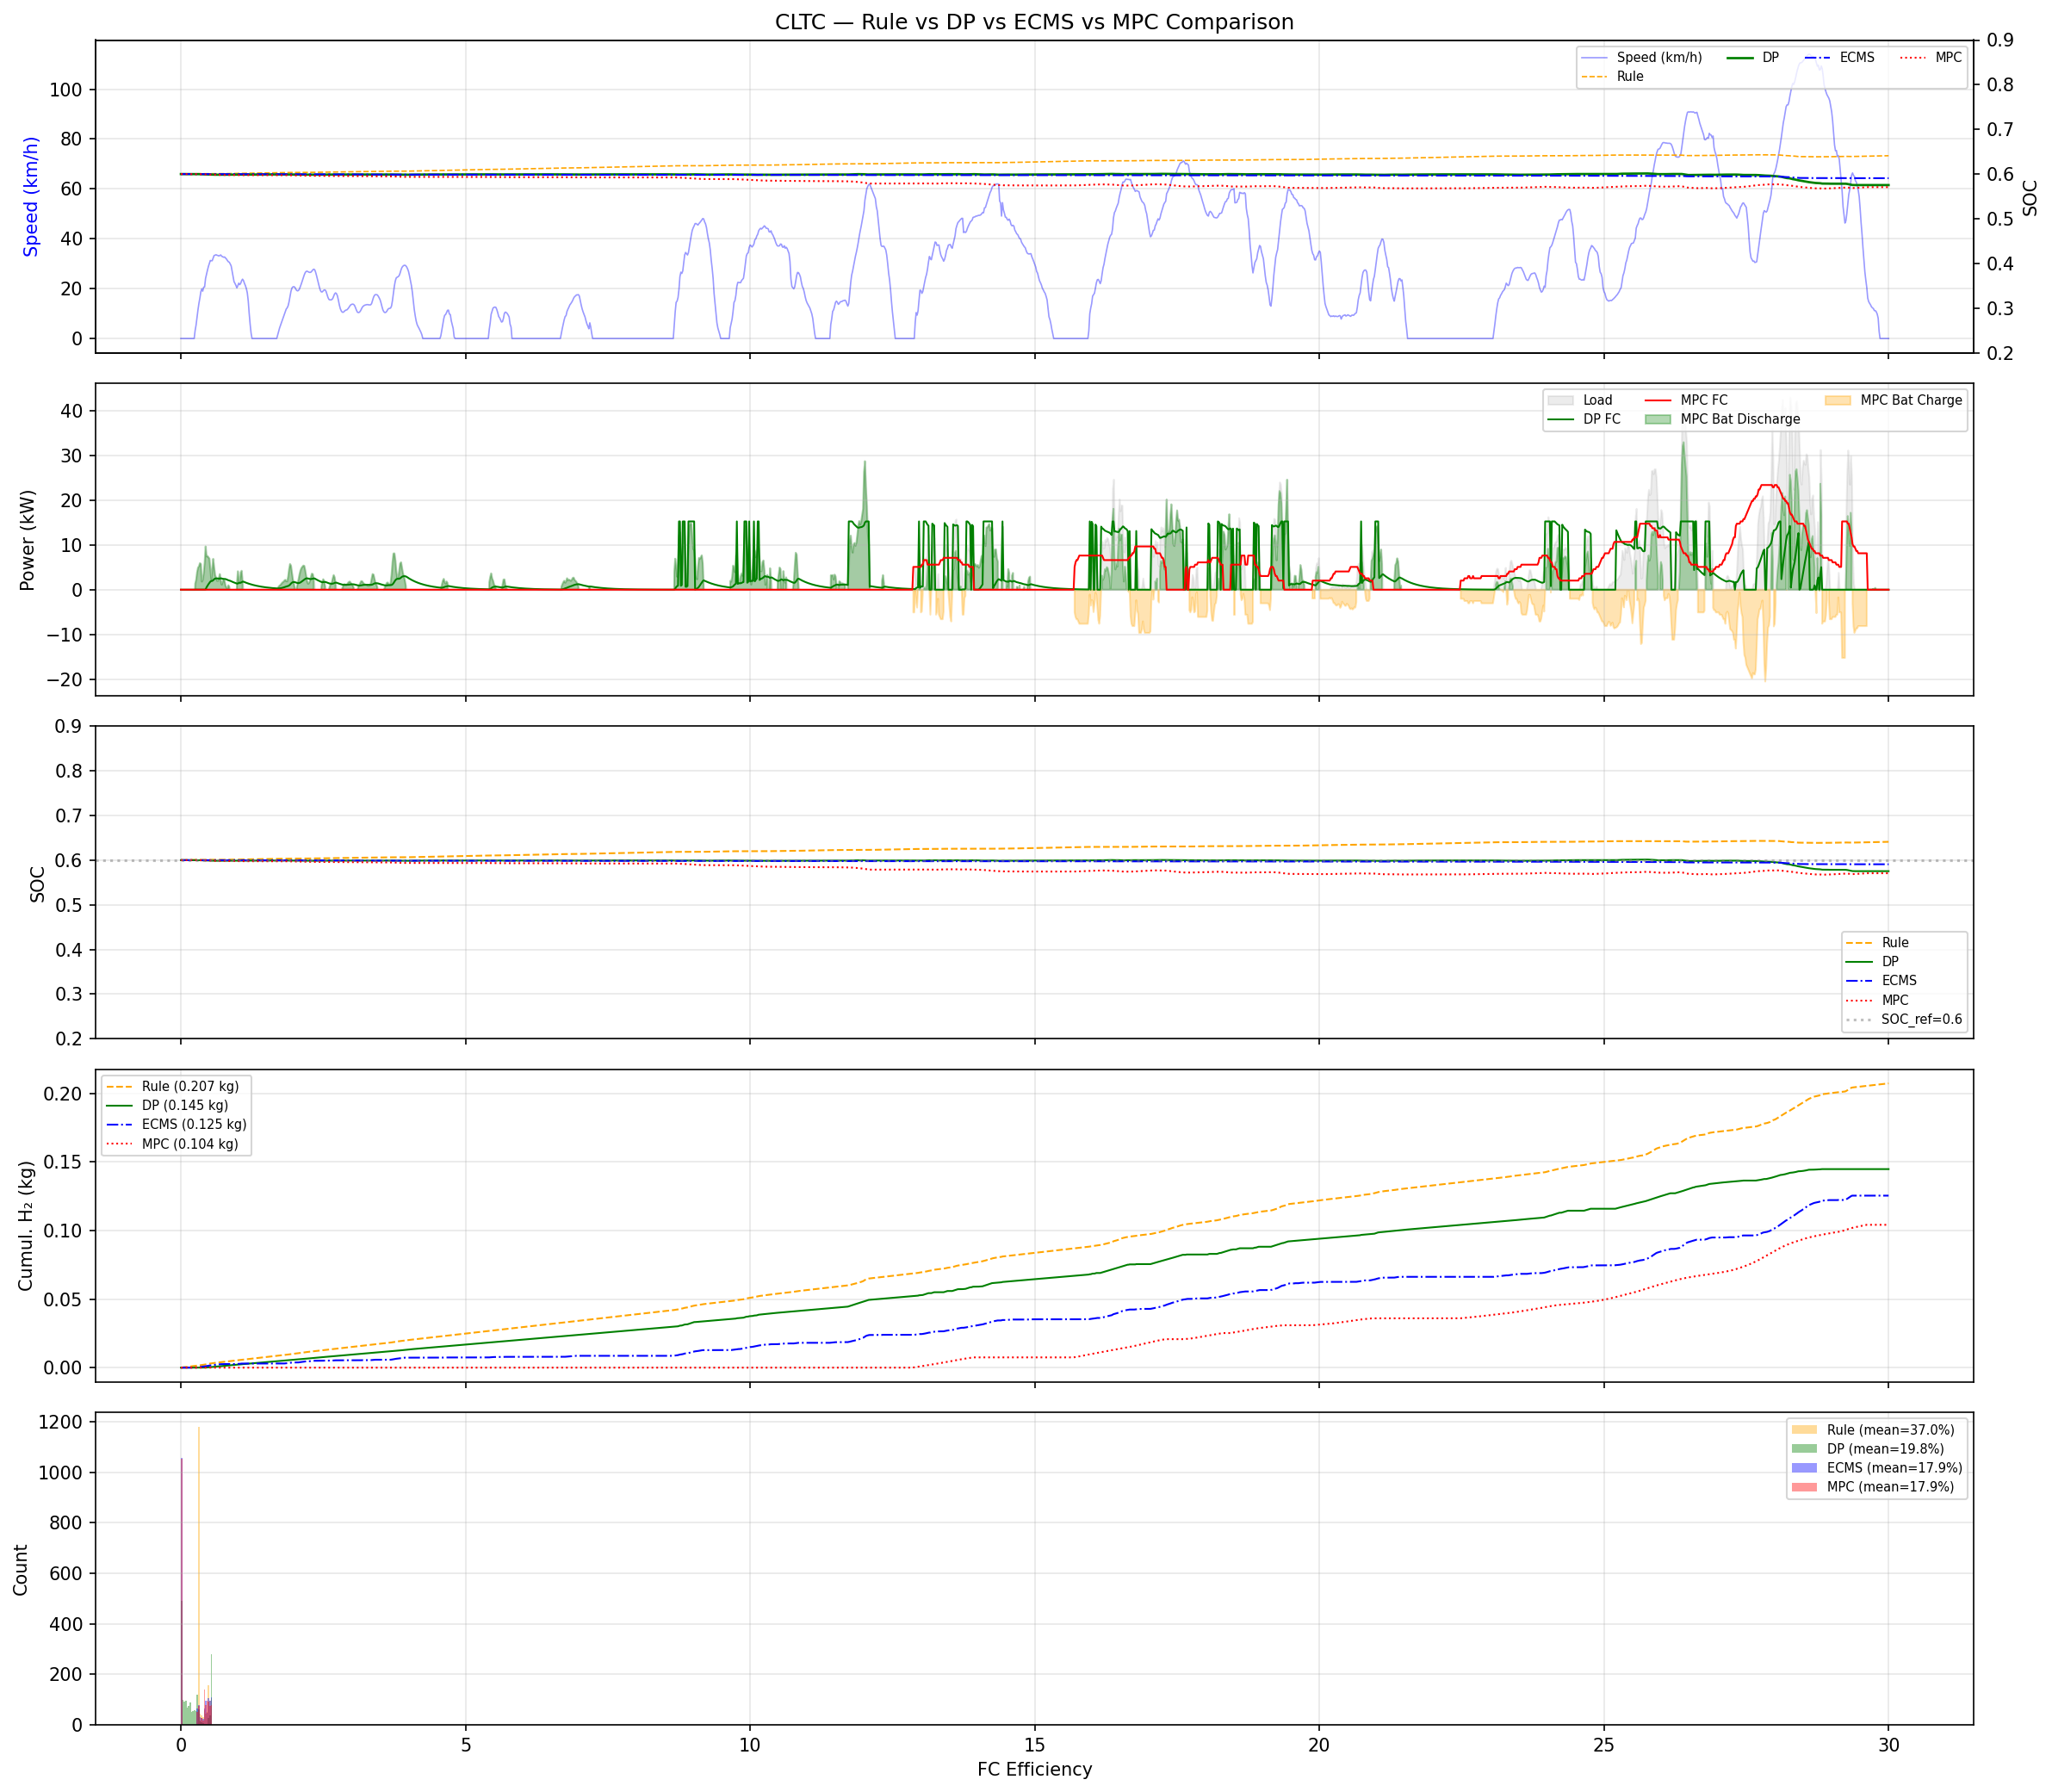 CLTC — Rule vs DP vs ECMS vs MPC Comparison
Speed (km/h)
100
80
60
40
20
0
0.9
0.8
0.7
0.6
0.5
0.4
0.3
0.2
SOC
Speed (km/h) DP ECMS MPC
Rule
Power (kW)
40
30
20
10
0
−10
−20
Load MPC FC MPC Bat Charge
DP FC MPC Bat Discharge
SOC
0.9
0.8
0.7
0.6
0.5
0.4
0.3
0.2
Rule
DP
ECMS
MPC
SOC_ref=0.6
Cumul. H₂ (kg)
0.20
0.15
0.10
0.05
0.00
Rule (0.207 kg)
DP (0.145 kg)
ECMS (0.125 kg)
MPC (0.104 kg)
Count
1200
1000
800
600
400
200
0
Rule (mean=37.0%)
DP (mean=19.8%)
ECMS (mean=17.9%)
MPC (mean=17.9%)
0 5 10 15 20 25 30
FC Efficiency